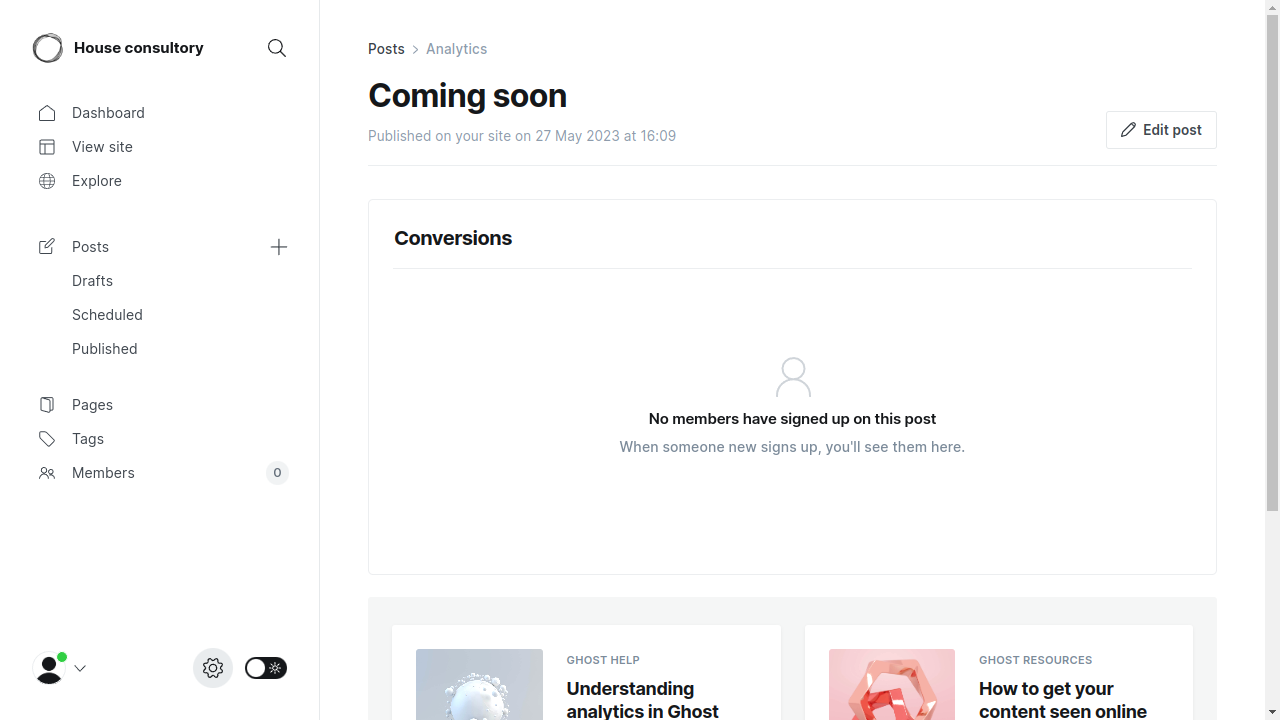 House consultory
Dashboard
View site
Explore
Posts
Drafts
Scheduled
Published
Pages
Tags
Members
0
Posts
Analytics
Coming soon
Published on your site on 27 May 2023 at 16:09
Edit post
Conversions
No members have signed up on this post
When someone new signs up, you'll see them here.
GHOST HELP
Understanding
analytics in Ghost
GHOST RESOURCES
How to get your
content seen online